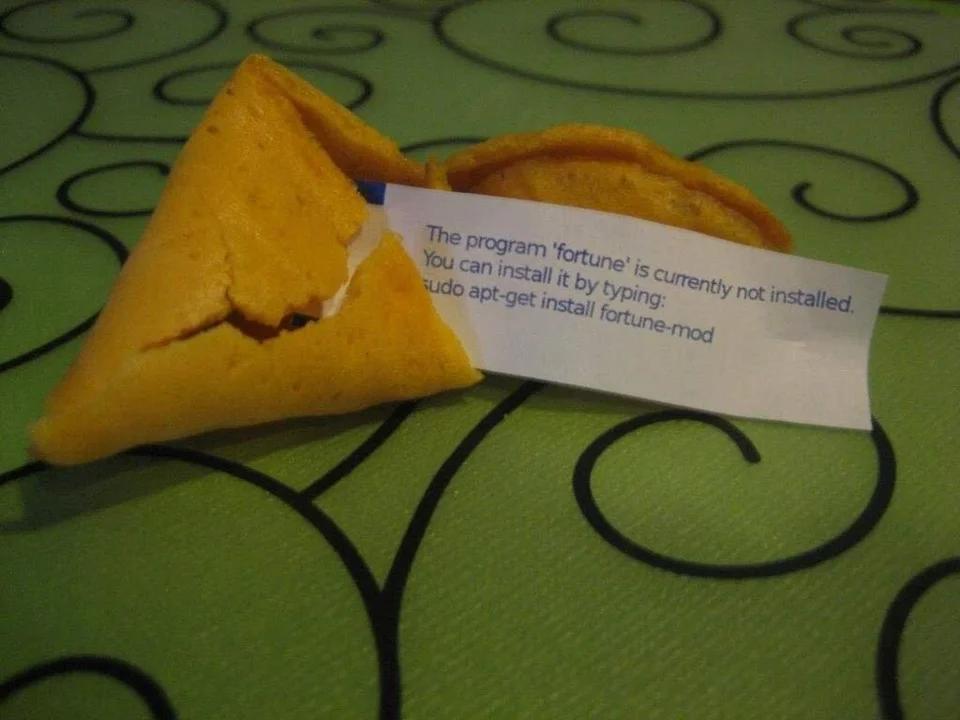 The program 'fortune' is currently not installed.
You can install it by typing:
sudo apt-get install fortune-mod